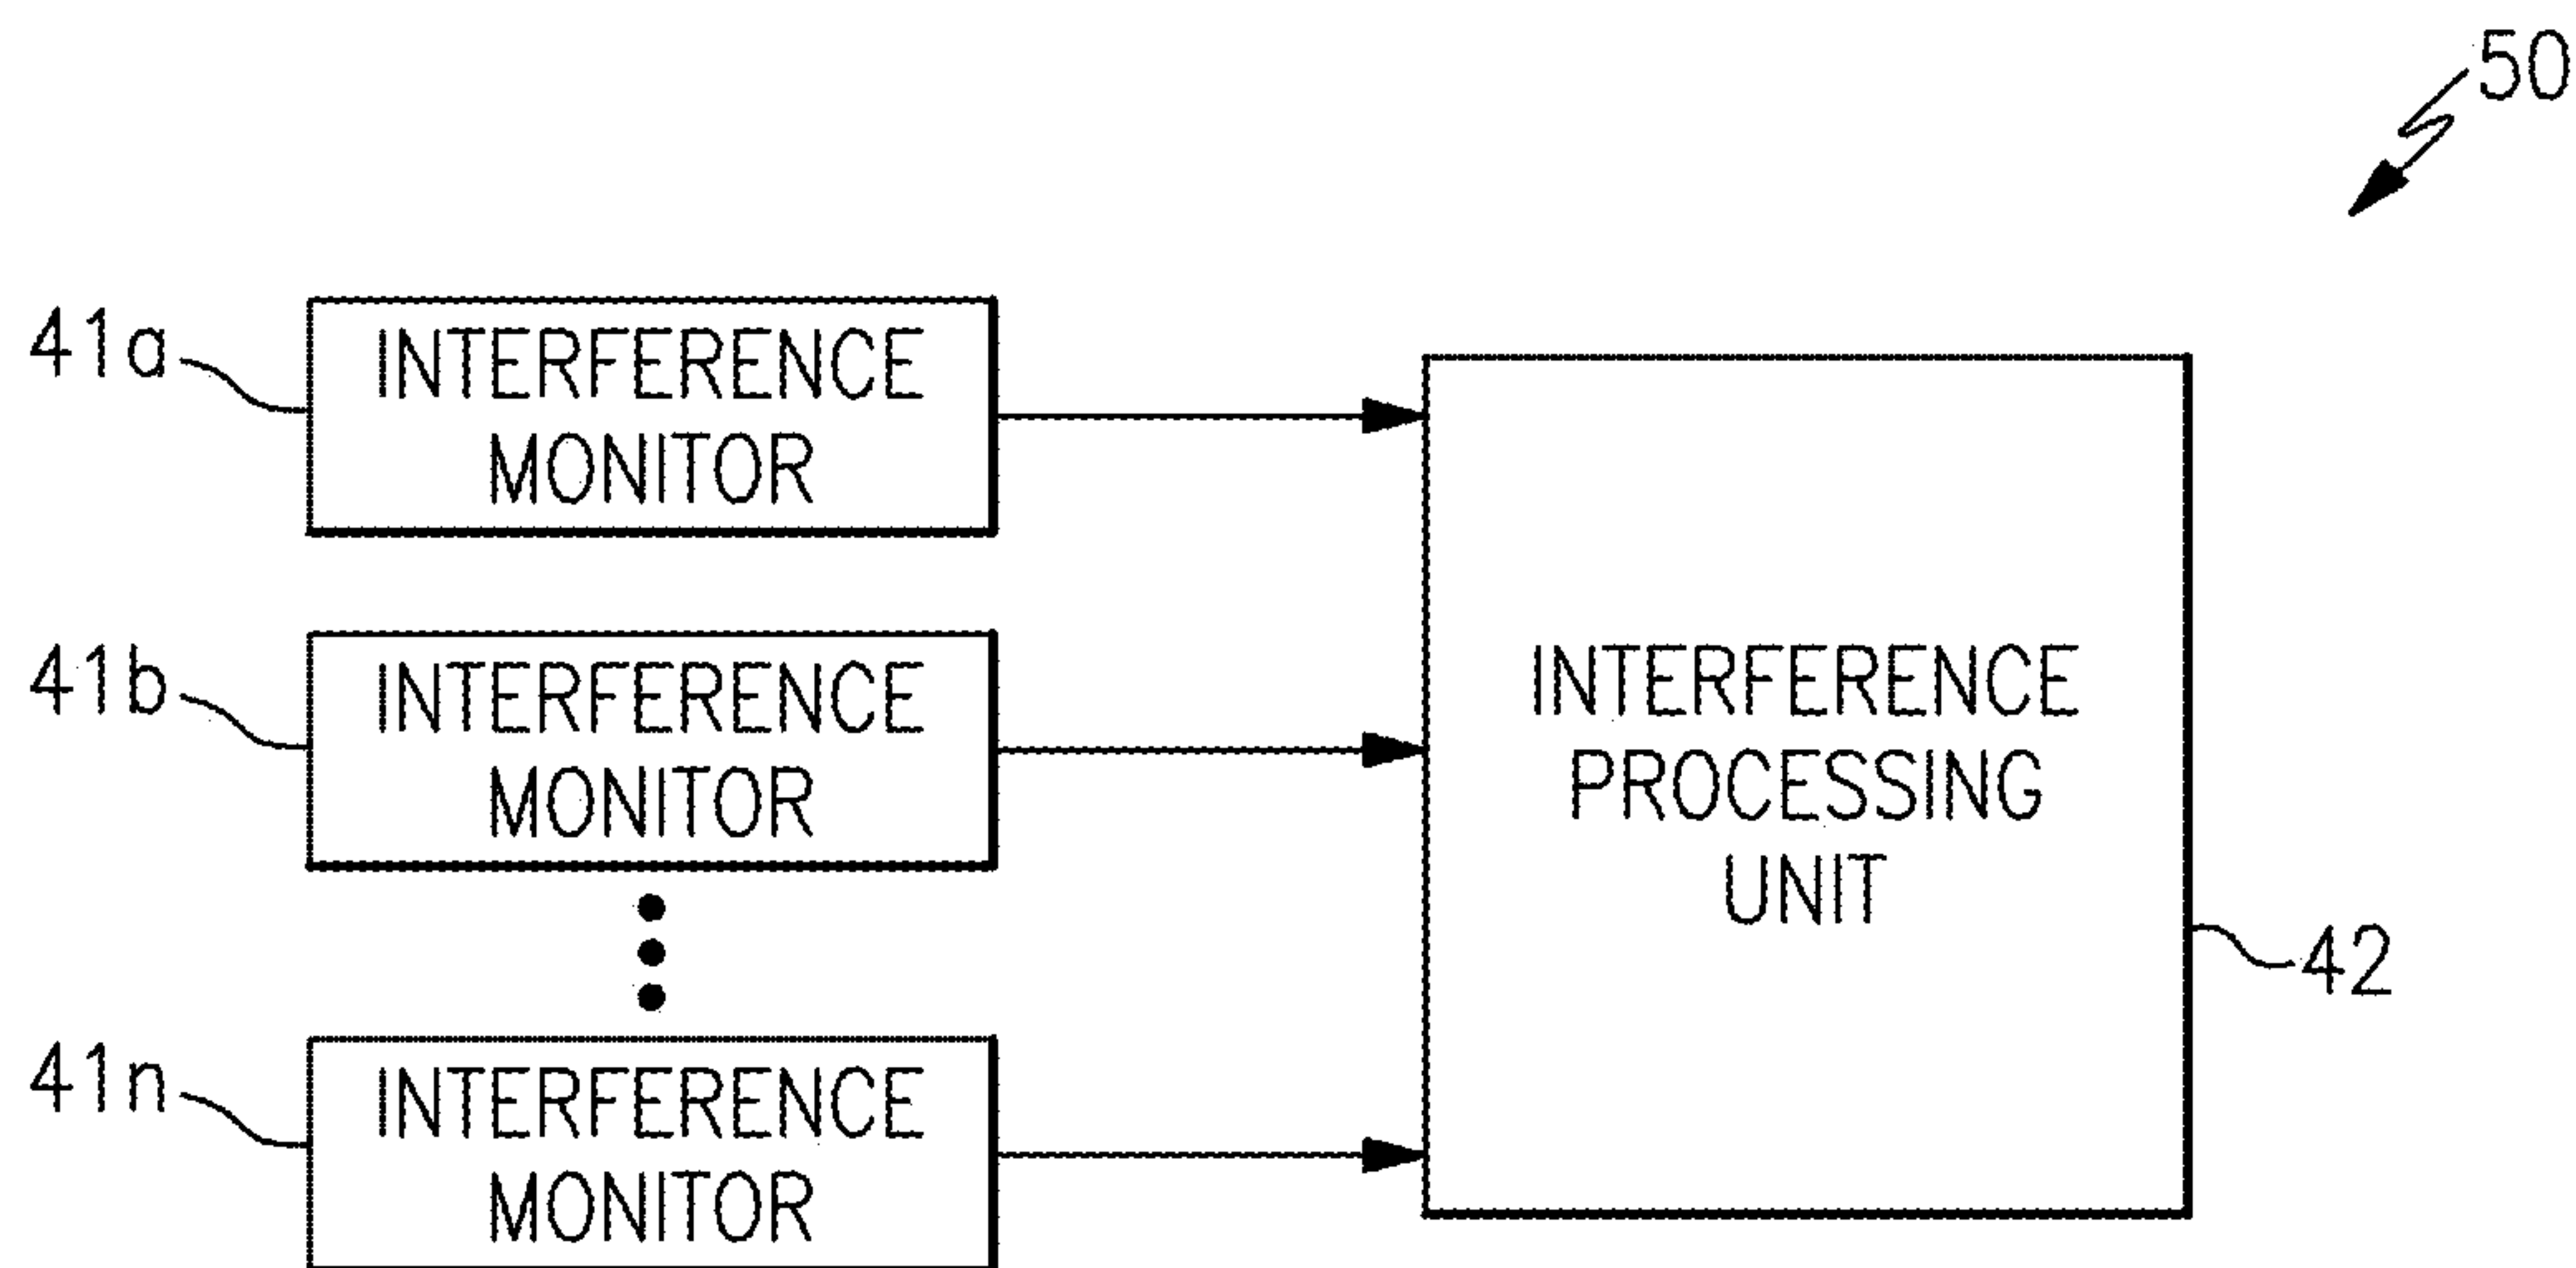 50
41a
INTERFERENCE
MONITOR
41b
INTERFERENCE
MONITOR
41n
INTERFERENCE
MONITOR
INTERFERENCE
PROCESSING
UNIT
42